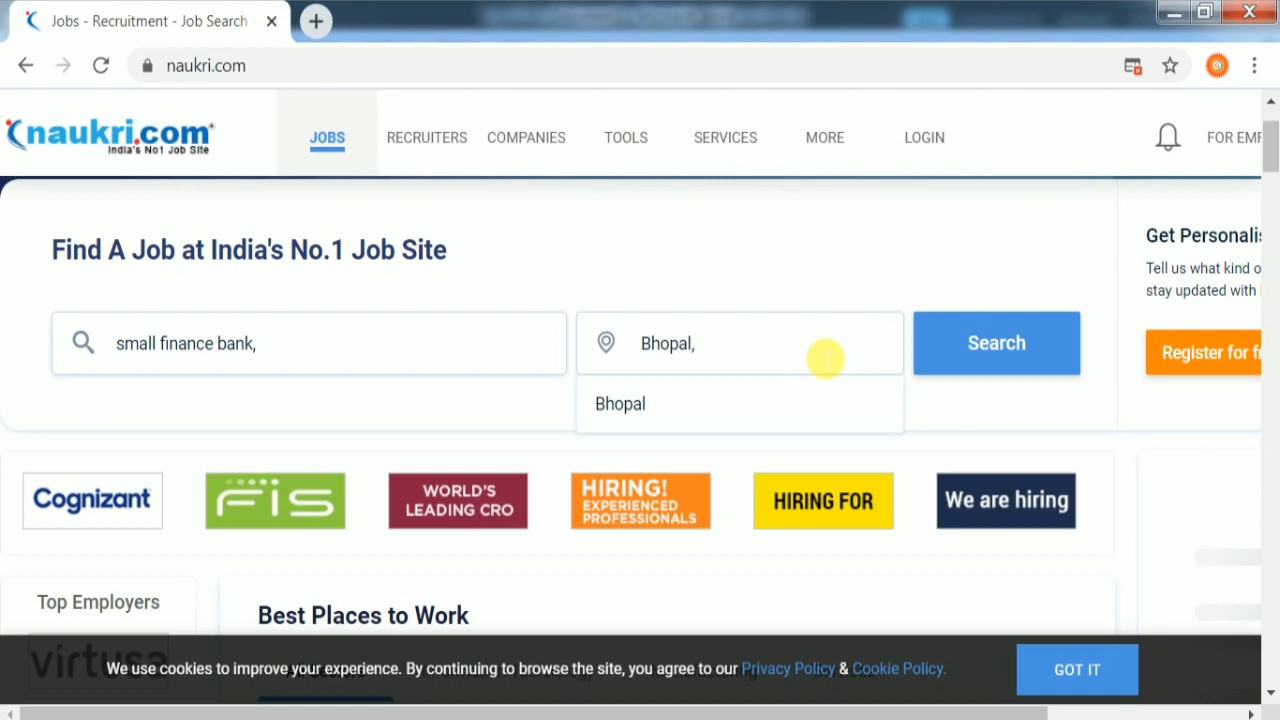 Jobs - Recruitment - Job Search
naukri.com
naukri.com
India's No1 Job Site
JOBS
RECRUITERS
COMPANIES
TOOLS
SERVICES
MORE
LOGIN
FOR EMP
Find A Job at India's No.1 Job Site
small finance bank,
Bhopal,
Search
Bhopal
Get Personalis
Tell us what kind o
stay updated with
Register for fr
Cognizant
FIS
WORLD'S
LEADING CRO
HIRING!
EXPERIENCED
PROFESSIONALS
HIRING FOR
We are hiring
Top Employers
Best Places to Work
virtusa
We use cookies to improve your experience. By continuing to browse the site, you agree to our Privacy Policy & Cookie Policy.
GOT IT